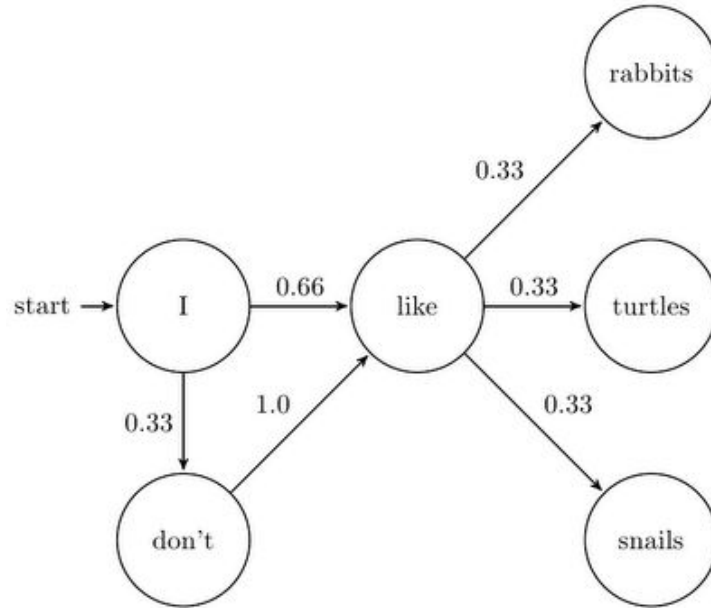 rabbits
0.33
start
I
0.66
like
0.33
turtles
0.33
1.0
0.33
don't
snails